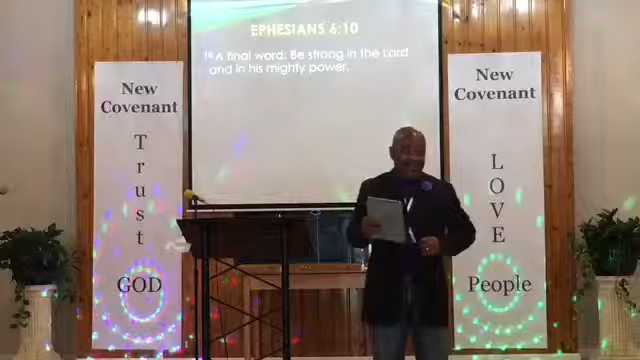 EPHESIANS 6:10
10 A final word: Be strong in the Lord
and in his mighty power.
New
Covenant
T
r
u
s
t
GOD
New
Covenant
L
O
V
E
People